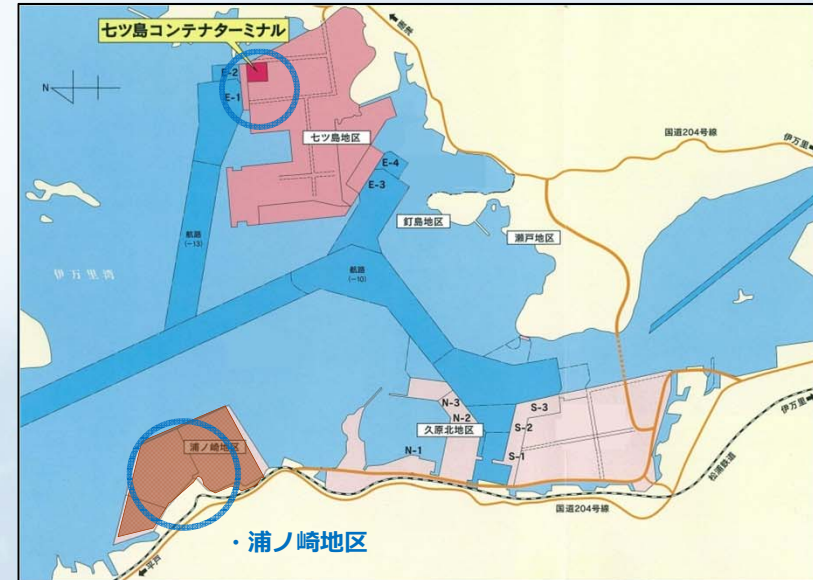 七ツ島コンテナターミナル
E-2
N
E-1
七ツ島地区
国道204号線
伊万里
E-4
E-3
釘島地区
瀬戸地区
航路
(-13)
伊万里湾
航路
(-10)
N-3
N-2
久原北地区
N-1
S-3
S-2
S-1
浦ノ崎地区
伊万里
松浦鉄道
国道204号線
・浦ノ崎地区
平戸